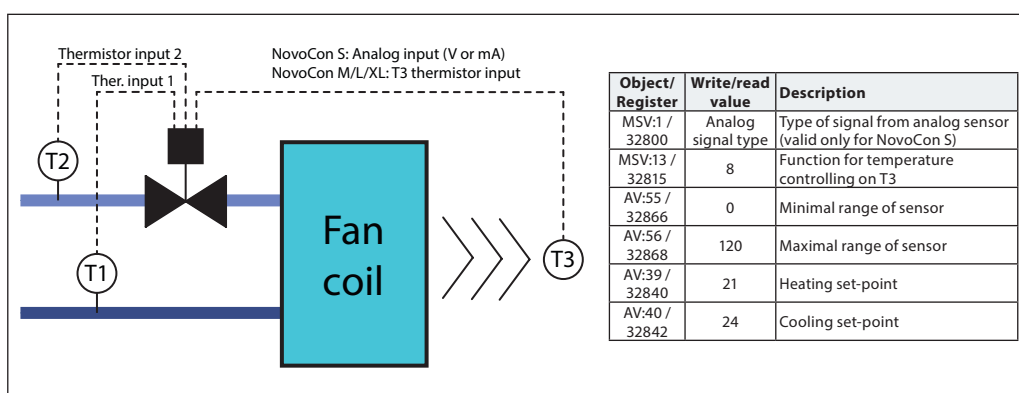 Thermistor input 2
Ther. input 1
NovoCon S: Analog input (V or mA)
NovoCon M/L/XL: T3 thermistor input
T2
T1
Fan
coil
T3
Object/ Register | Write/read value | Description
MSV:1 / 32800 | Analog signal type | Type of signal from analog sensor (valid only for NovoCon S)
MSV:13 / 32815 | 8 | Function for temperature controlling on T3
AV:55 / 32866 | 0 | Minimal range of sensor
AV:56 / 32868 | 120 | Maximal range of sensor
AV:39 / 32840 | 21 | Heating set-point
AV:40 / 32842 | 24 | Cooling set-point